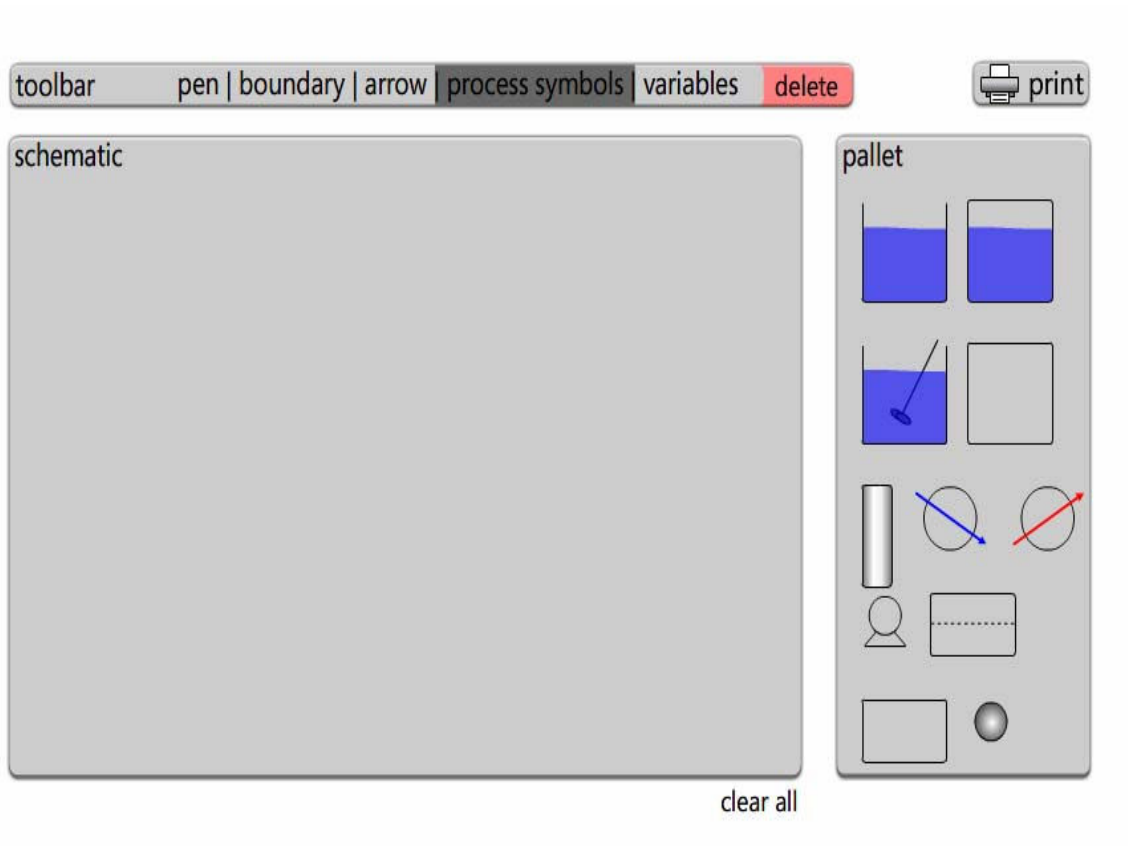 toolbar pen | boundary | arrow | process symbols | variables delete print
schematic
pallet
clear all